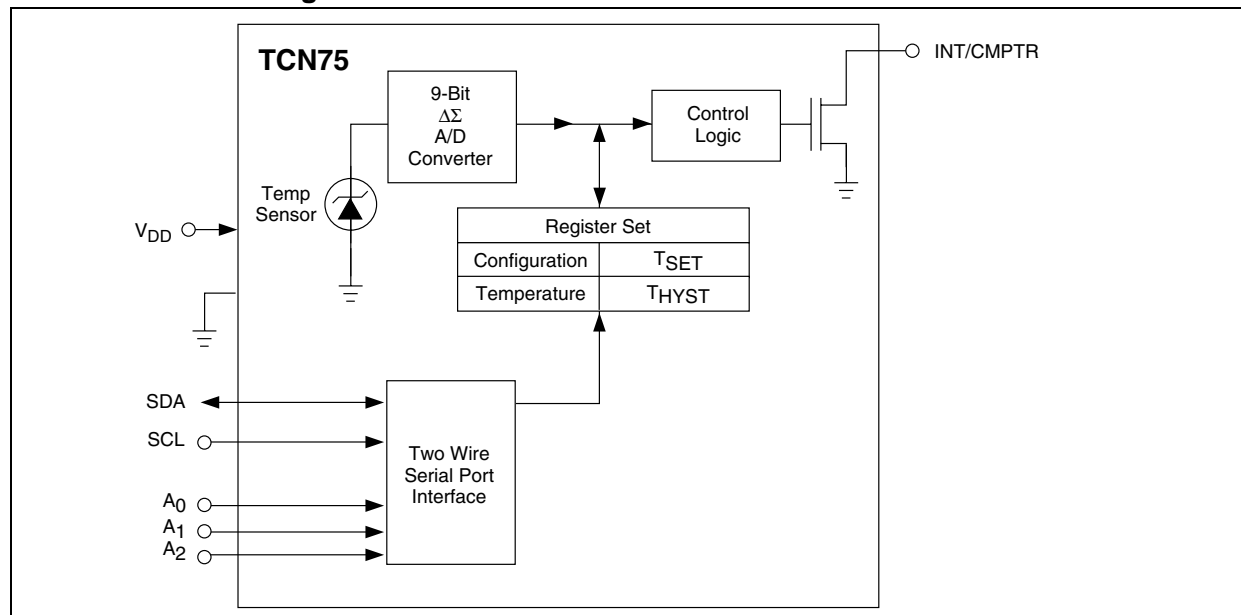 TCN75
9-Bit
ΔΣ
A/D
Converter
Control
Logic
INT/CMPTR
Temp
Sensor
VDD
Register Set
Configuration TSET
Temperature THYST
SDA
SCL
Two Wire
Serial Port
Interface
A0
A1
A2